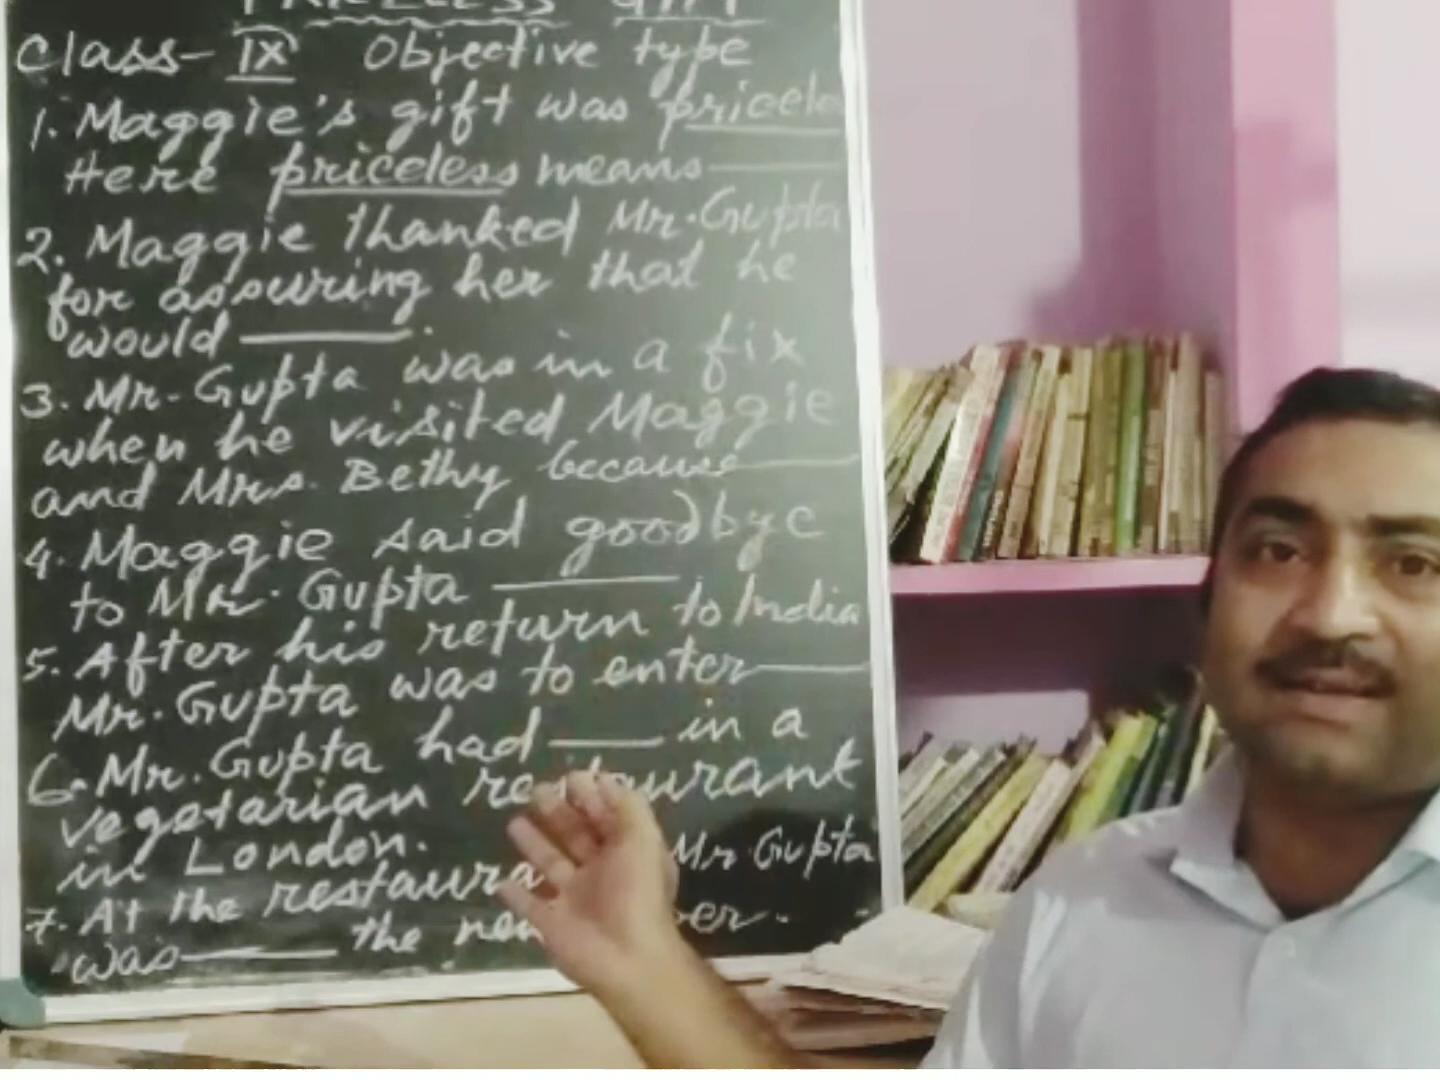 Class- IX Objective type
1. Maggie's gift was
Here priceless means
2. Maggie thanked Mr. Gupta
for assuring her that he
would .
3. Mr. Gupta was in a fix
when he visited Maggie
and Mrs. Bethy because
4. Maggie said goodbye
to Mr. Gupta .
5. After his return to India
Mr. Gupta was to enter
6. Mr. Gupta had in a
vegetarian restaurant
in London.
7. At the Mr. Gupta
was the